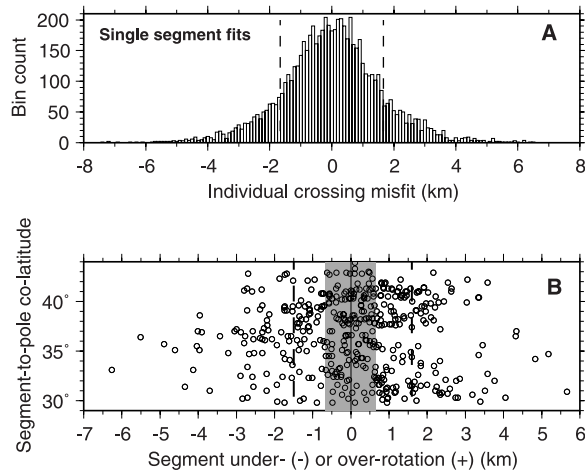 200
150
100
50
0
Bin count
Single segment fits
A
-8 -6 -4 -2 0 2 4 6 8
Individual crossing misfit (km)
Segment-to-pole co-latitude
40°
35°
30°
B
-7 -6 -5 -4 -3 -2 -1 0 1 2 3 4 5 6 7
Segment under- (-) or over-rotation (+) (km)